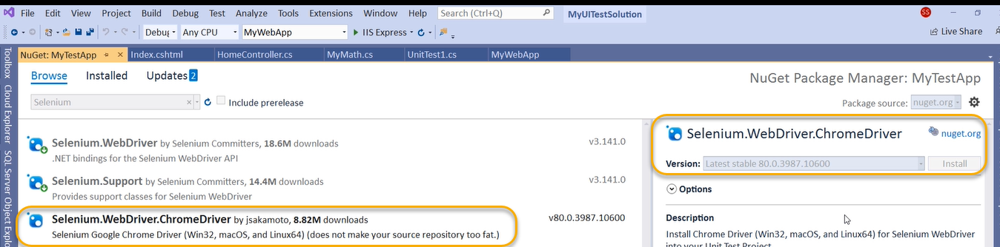 File Edit View Project Build Debug Test Analyze Tools Extensions Window Help Search (Ctrl+Q) MyUITestSolution SS
Debug Any CPU MyWebApp IIS Express Live Share
NuGet: MyTestApp Index.cshtml HomeController.cs MyMath.cs UnitTest1.cs MyWebApp
Toolbox
Cloud Explorer
SQL Server Object Explo
Browse Installed Updates 2
NuGet Package Manager: MyTestApp
Selenium Include prerelease
Package source: nuget.org
Selenium.WebDriver by Selenium Committers, 18.6M downloads v3.141.0
.NET bindings for the Selenium WebDriver API
Selenium.Support by Selenium Committers, 14.4M downloads v3.141.0
Provides support classes for Selenium WebDriver
Selenium.WebDriver.ChromeDriver by jsakamoto, 8.82M downloads v80.0.3987.10600
Selenium Google Chrome Driver (Win32, macOS, and Linux64) (does not make your source repository too fat.)
Selenium.WebDriver.ChromeDriver nuget.org
Version: Latest stable 80.0.3987.10600 Install
Options
Description
Install Chrome Driver (Win32, macOS, and Linux64) for Selenium WebDriver
into your Unit Test Project